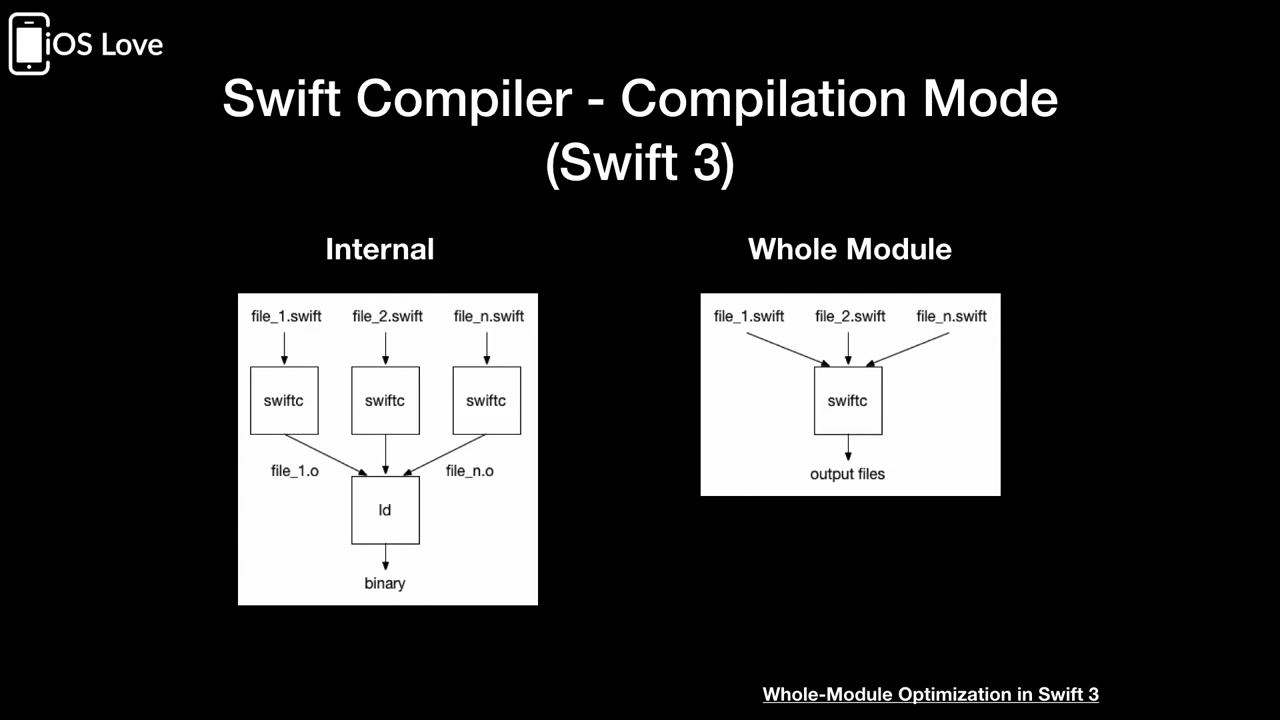 iOS Love
Swift Compiler - Compilation Mode
(Swift 3)
Internal
file_1.swift file_2.swift file_n.swift
swiftc swiftc swiftc
file_1.o file_n.o
ld
binary
Whole Module
file_1.swift file_2.swift file_n.swift
swiftc
output files
Whole-Module Optimization in Swift 3